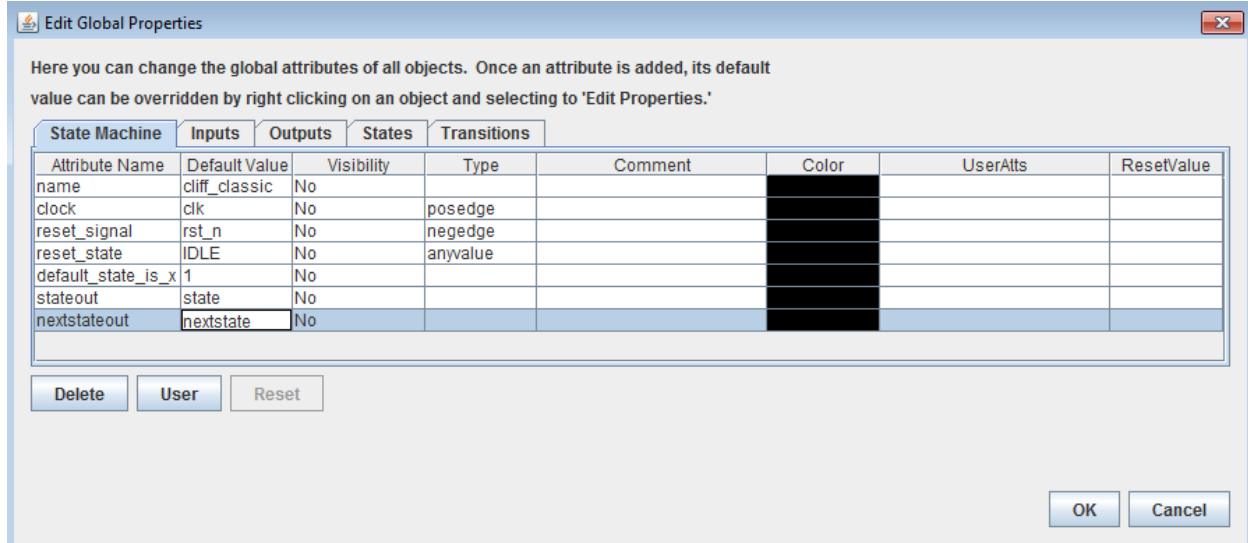 Edit Global Properties
Here you can change the global attributes of all objects. Once an attribute is added, its default
value can be overridden by right clicking on an object and selecting to 'Edit Properties.'
State Machine Inputs Outputs States Transitions
Attribute Name Default Value Visibility Type Comment Color UserAtts ResetValue
name cliff_classic No
clock clk No posedge
reset_signal rst_n No negedge
reset_state IDLE No anyvalue
default_state_is_x 1 No
stateout state No
nextstateout nextstate No
Delete User Reset
OK Cancel